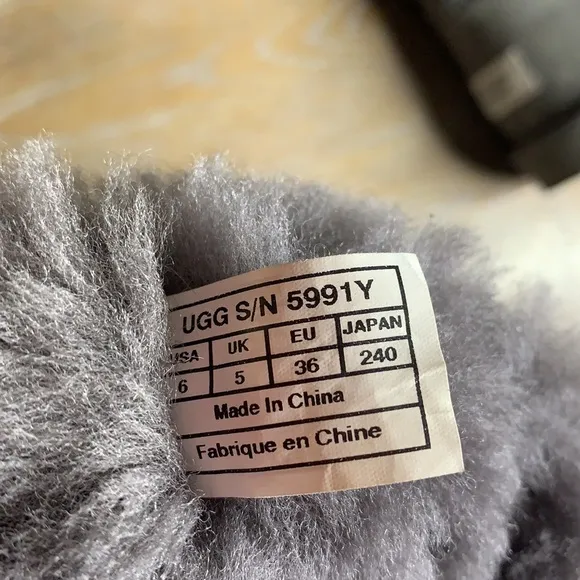 UGG S/N 5991Y
USA UK EU JAPAN
6 5 36 240
Made In China
Fabrique en Chine